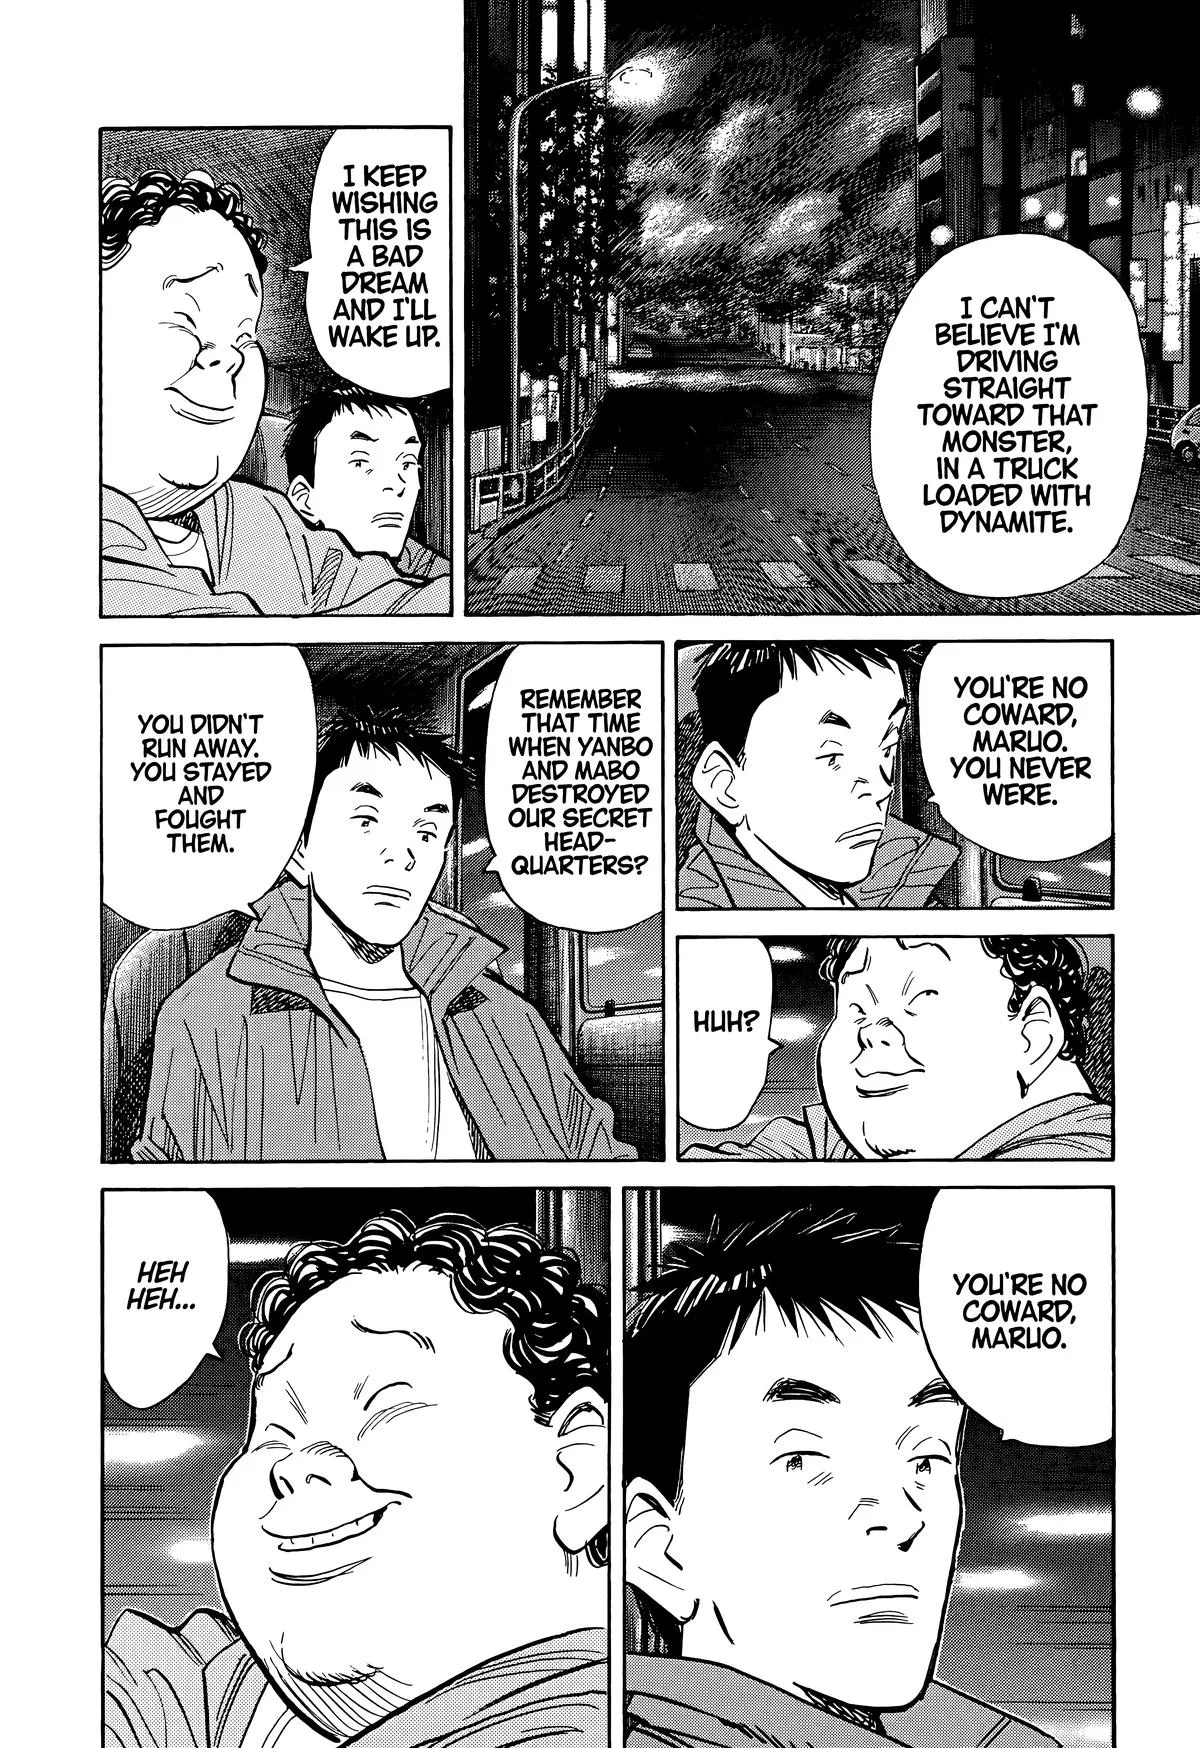 I CAN'T
BELIEVE I'M
DRIVING
STRAIGHT
TOWARD THAT
MONSTER,
IN A TRUCK
LOADED WITH
DYNAMITE.
I KEEP
WISHING
THIS IS
A BAD
DREAM
AND I'LL
WAKE UP.
YOU'RE NO
COWARD,
MARUO.
YOU NEVER
WERE.
HUH?
REMEMBER
THAT TIME
WHEN YANBO
AND MABO
DESTROYED
OUR SECRET
HEAD-
QUARTERS?
YOU DIDN'T
RUN AWAY.
YOU STAYED
AND
FOUGHT
THEM.
YOU'RE NO
COWARD,
MARUO.
HEH
HEH...